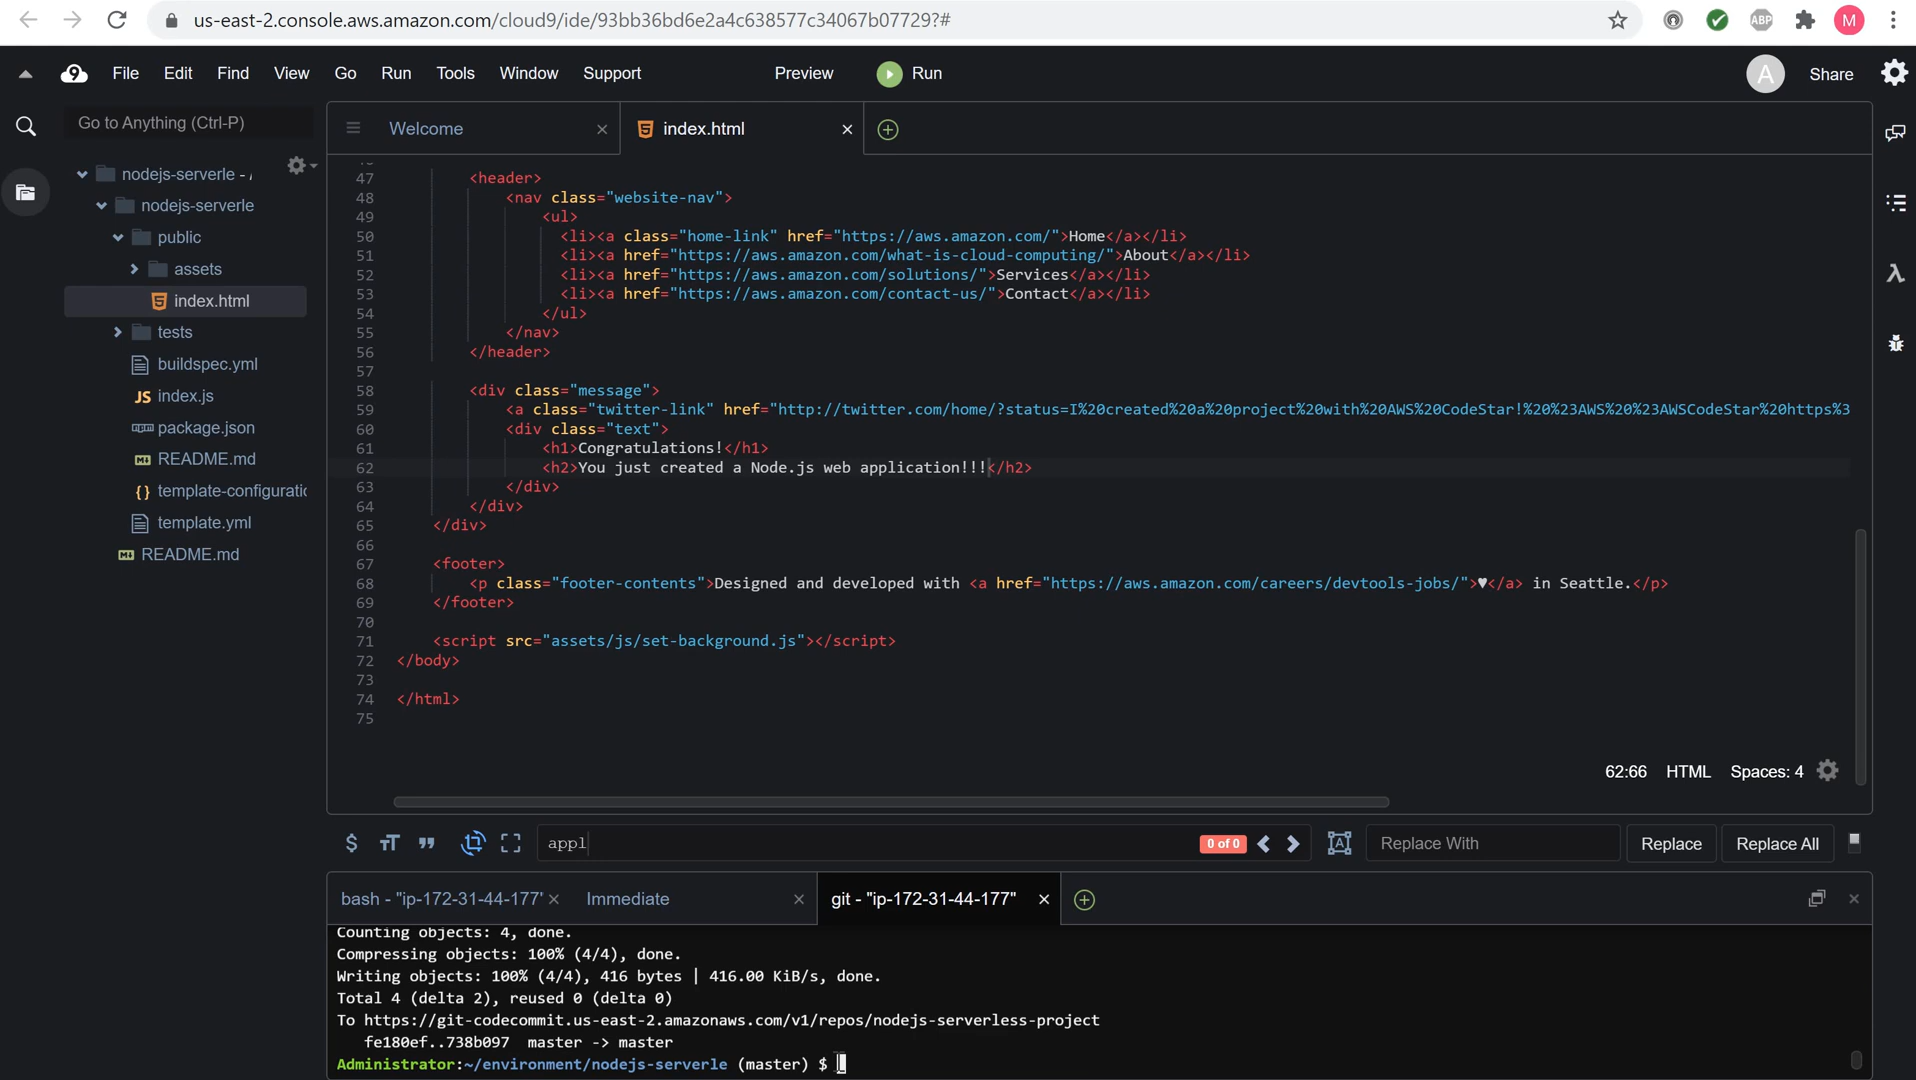 us-east-2.console.aws.amazon.com/cloud9/ide/93bb36bd6e2a4c638577c34067b07729?#
ABP
M
9
File Edit Find View Go Run Tools Window Support Preview Run
A
Share
Go to Anything (Ctrl-P)
Welcome
index.html
nodejs-serverle - /
nodejs-serverle
public
assets
index.html
tests
buildspec.yml
JS index.js
package.json
README.md
{ } template-configuratic
template.yml
README.md
47 <header>
48 <nav class="website-nav">
49 <ul>
50 <li><a class="home-link" href="https://aws.amazon.com/">Home</a></li>
51 <li><a href="https://aws.amazon.com/what-is-cloud-computing/">About</a></li>
52 <li><a href="https://aws.amazon.com/solutions/">Services</a></li>
53 <li><a href="https://aws.amazon.com/contact-us/">Contact</a></li>
54 </ul>
55 </nav>
56 </header>
57
58 <div class="message">
59 <a class="twitter-link" href="http://twitter.com/home/?status=I%20created%20a%20project%20with%20AWS%20CodeStar!%20%23AWS%20%23AWSCodeStar%20https%3
60 <div class="text">
61 <h1>Congratulations!</h1>
62 <h2>You just created a Node.js web application!!!</h2>
63 </div>
64 </div>
65 </div>
66
67 <footer>
68 <p class="footer-contents">Designed and developed with <a href="https://aws.amazon.com/careers/devtools-jobs/">♥</a> in Seattle.</p>
69 </footer>
70
71 <script src="assets/js/set-background.js"></script>
72 </body>
73
74 </html>
75
62:66 HTML Spaces: 4
appl
0 of 0
Replace With
Replace
Replace All
bash - "ip-172-31-44-177"
Immediate
git - "ip-172-31-44-177"
Counting objects: 4, done.
Compressing objects: 100% (4/4), done.
Writing objects: 100% (4/4), 416 bytes | 416.00 KiB/s, done.
Total 4 (delta 2), reused 0 (delta 0)
To https://git-codecommit.us-east-2.amazonaws.com/v1/repos/nodejs-serverless-project
fe180ef..738b097 master -> master
Administrator:~/environment/nodejs-serverle (master) $